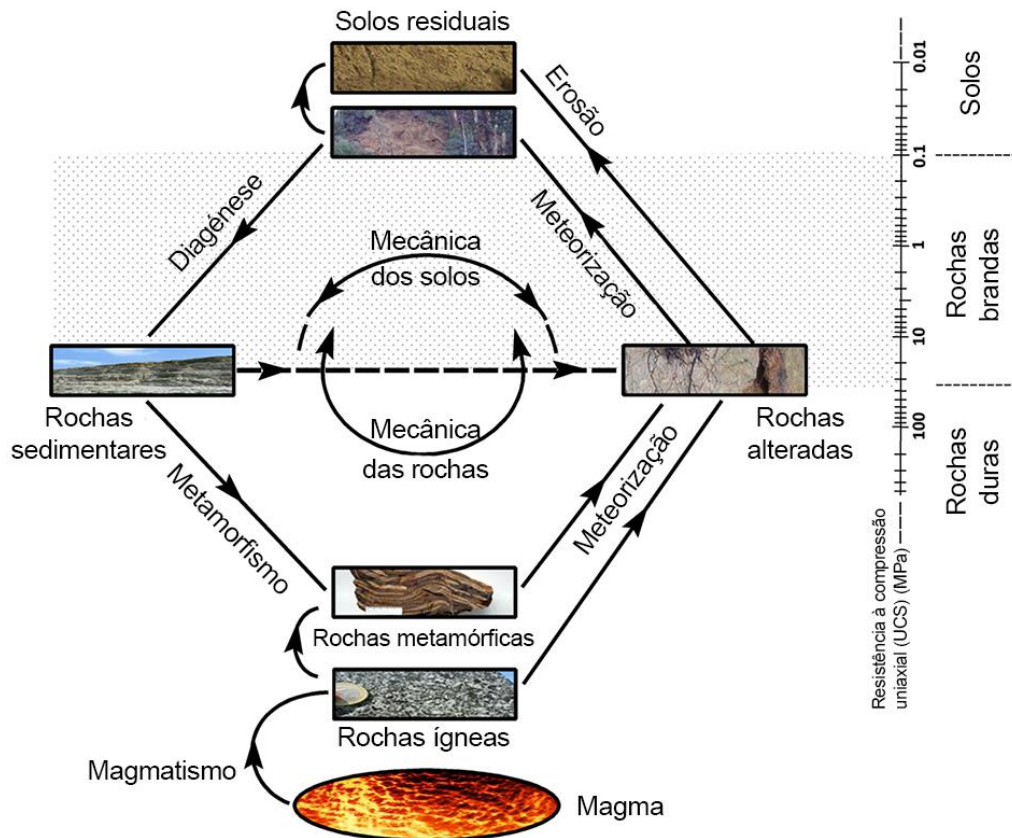 Solos residuais
Erosão
0.01
Solos
0.1
Diagénese
Mecânica
dos solos
Meteorização
1
Rochas
brandas
10
Rochas
sedimentares
Mecânica
das rochas
Rochas
alteradas
100
Rochas
duras
Metamorfismo
Meteorização
Resistência à compressão
uniaxial (UCS) (MPa)
Rochas metamórficas
Rochas ígneas
Magmatismo
Magma